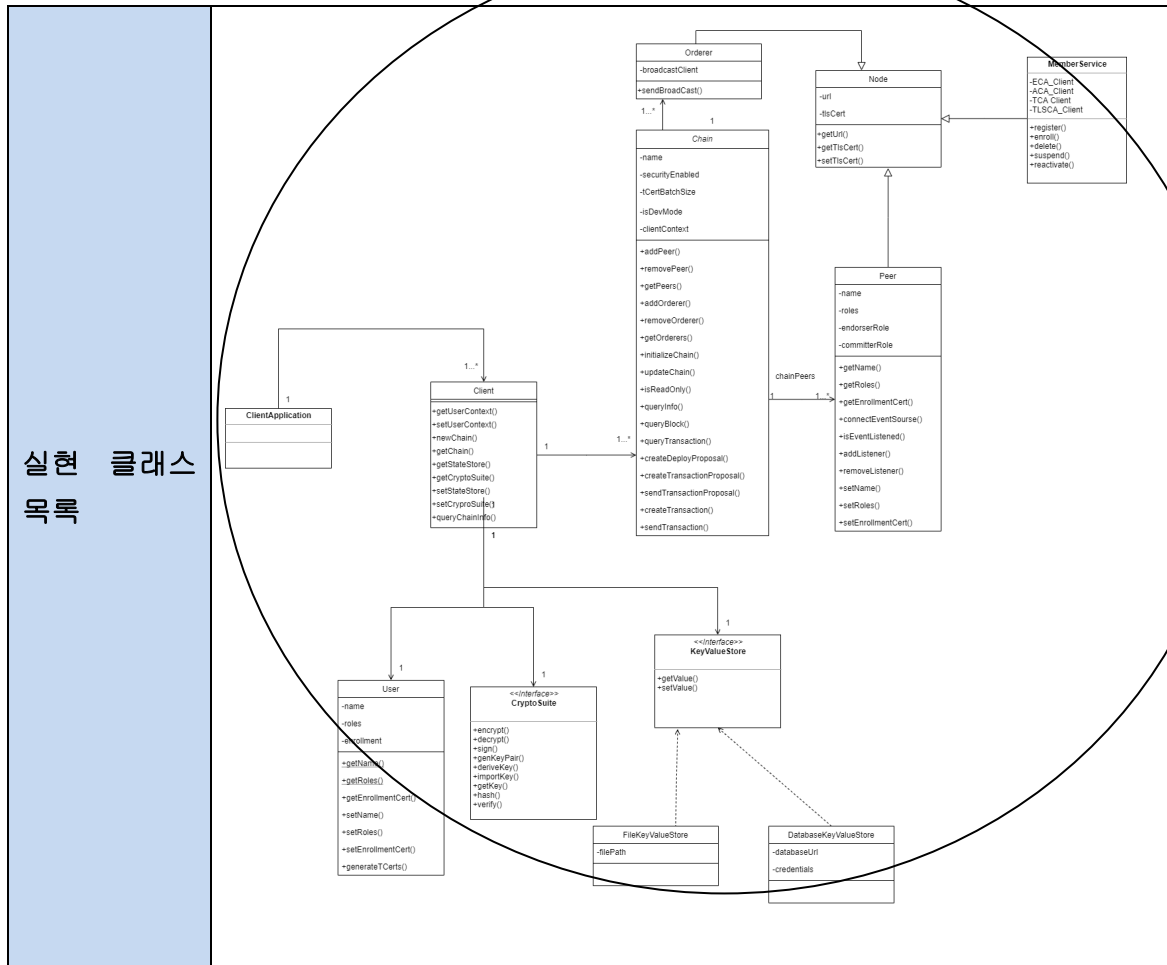 실현 클래스
목록
Orderer
-broadcastClient
+sendBroadCast()
1...*
1
Node
-url
-tlsCert
+getUrl()
+getTlsCert()
+setTlsCert()
MemberService
-ECA_Client
-ACA_Client
-TCA Client
-TLSCA_Client
+register()
+enroll()
+delete()
+suspend()
+reactivate()
Chain
-name
-securityEnabled
-tCertBatchSize
-isDevMode
-clientContext
+addPeer()
+removePeer()
+getPeers()
+addOrderer()
+removeOrderer()
+getOrderers()
+initializeChain()
+updateChain()
+isReadOnly()
+queryInfo()
+queryBlock()
+queryTransaction()
+createDeployProposal()
+createTransactionProposal()
+sendTransactionProposal()
+createTransaction()
+sendTransaction()
chainPeers
1
1...*
Peer
-name
-roles
-endorserRole
-committerRole
+getName()
+getRoles()
+getEnrollmentCert()
+connectEventSourse()
+isEventListened()
+addListener()
+removeListener()
+setName()
+setRoles()
+setEnrollmentCert()
1...*
1
ClientApplication
Client
+getUserContext()
+setUserContext()
+newChain()
+getChain()
+getStateStore()
+getCryptoSuite()
+setStateStore()
+setCryproSuite()
+queryChainInfo()
1
1...*
1
1
1
1
1
User
-name
-roles
-enrollment
+getName()
+getRoles()
+getEnrollmentCert()
+setName()
+setRoles()
+setEnrollmentCert()
+generateTCerts()
<<Interface>>
CryptoSuite
+encrypt()
+decrypt()
+sign()
+genKeyPair()
+deriveKey()
+importKey()
+getKey()
+hash()
+verify()
<<Interface>>
KeyValueStore
+getValue()
+setValue()
FileKeyValueStore
-filePath
DatabaseKeyValueStore
-databaseUrl
-credentials